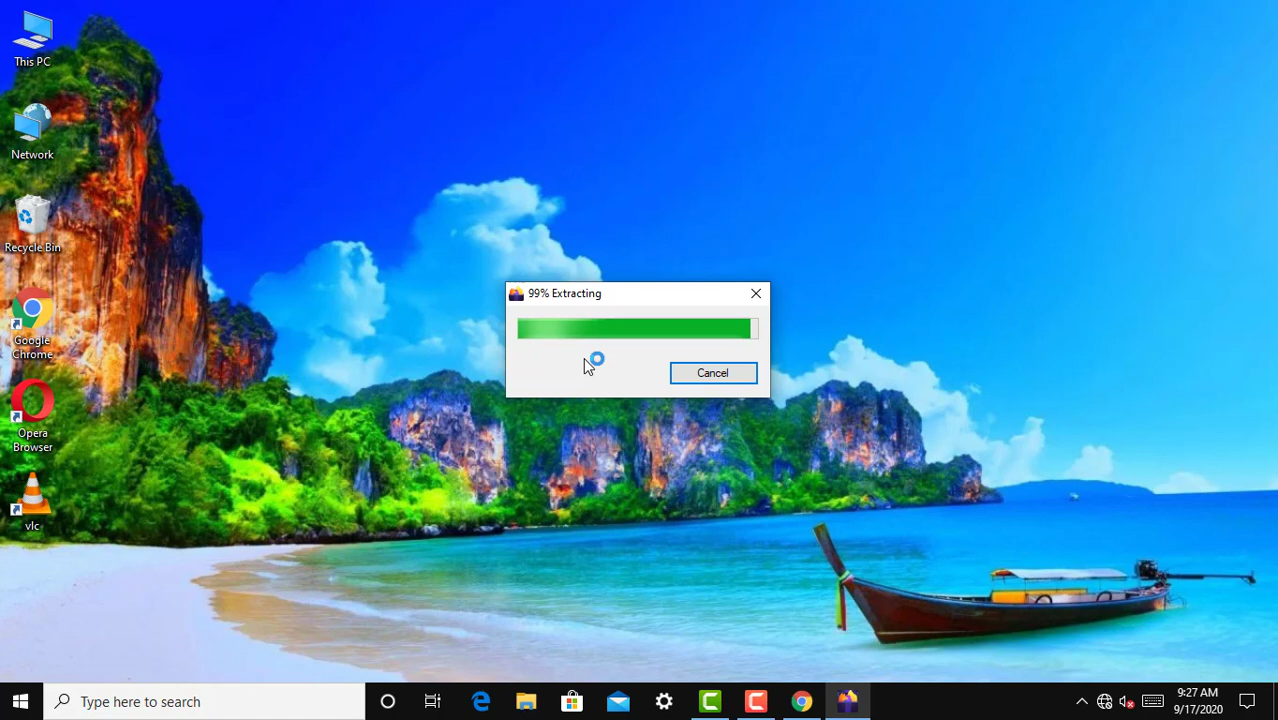 This PC
Network
Recycle Bin
Google
Chrome
Opera
Browser
vlc
99% Extracting
Cancel
Type here to search
9:27 AM
9/17/2020